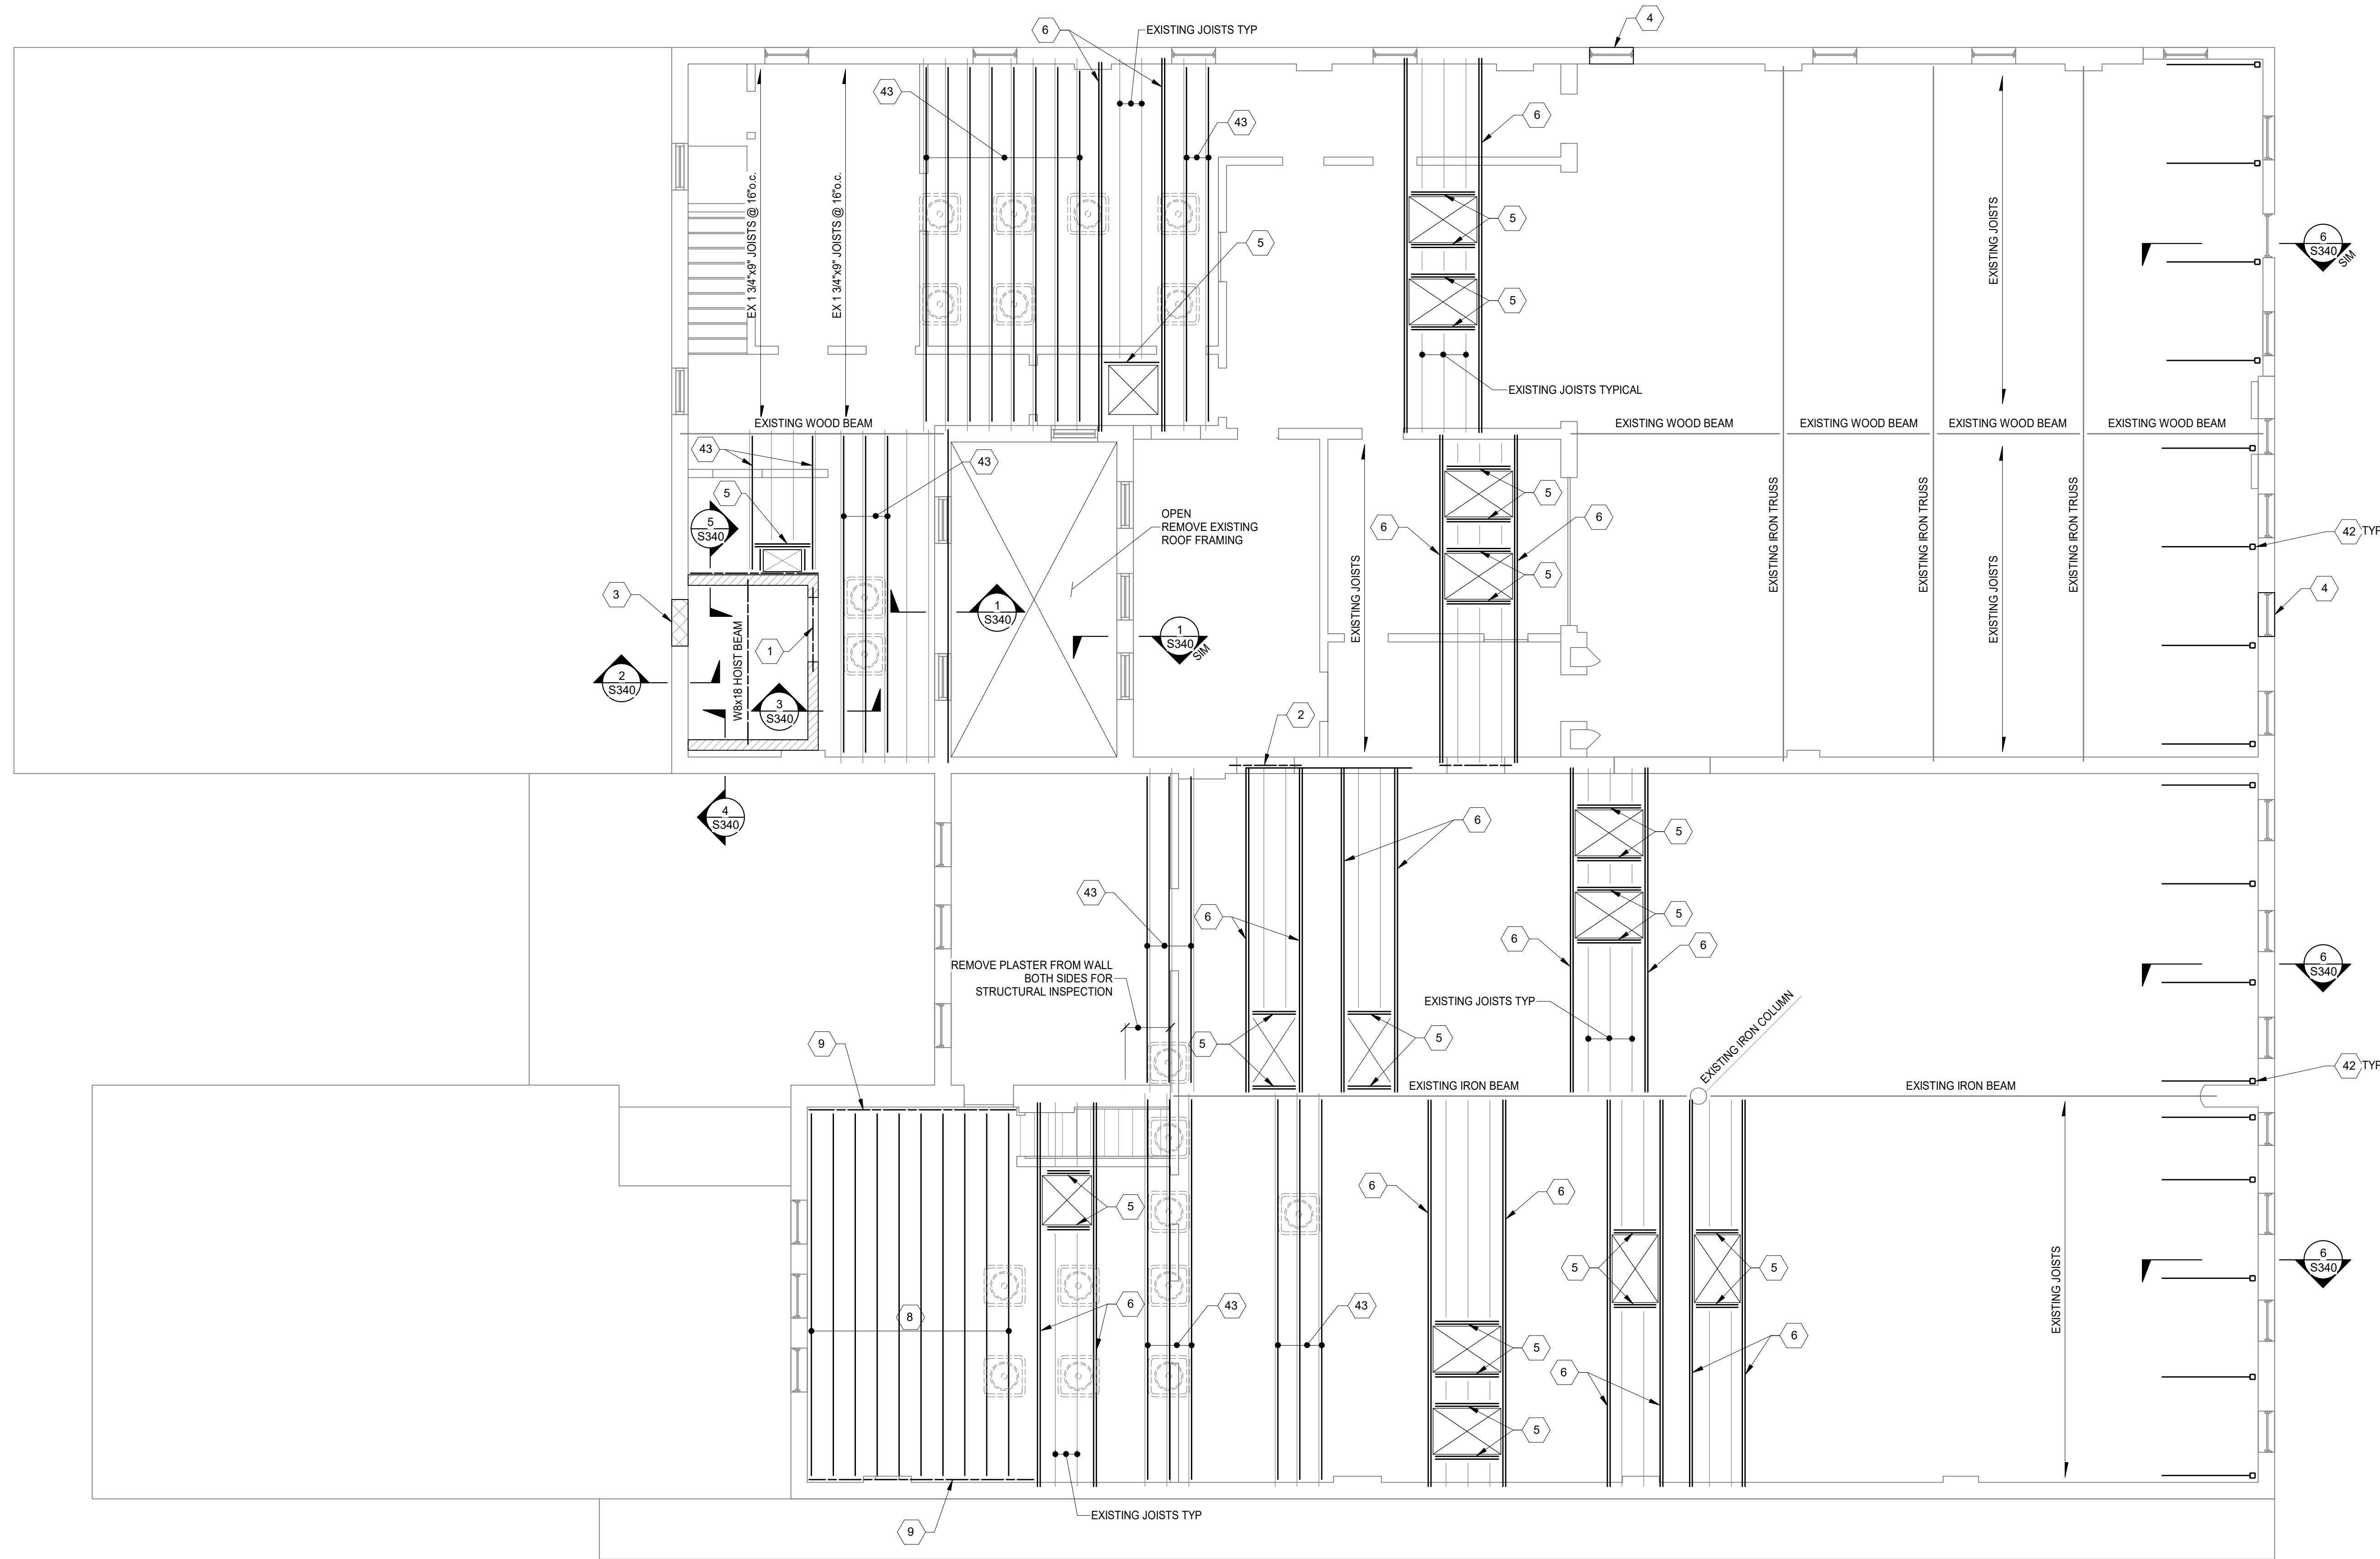 4
6
EXISTING JOISTS TYP
43
43
6
EX 1 3/4"x9" JOISTS @ 16"o.c.
EX 1 3/4"x9" JOISTS @ 16"o.c.
5
5
5
EXISTING JOISTS
6
S340
SIM
EXISTING JOISTS TYPICAL
EXISTING WOOD BEAM
EXISTING WOOD BEAM
EXISTING WOOD BEAM
EXISTING WOOD BEAM
EXISTING WOOD BEAM
43
43
5
5
S340
OPEN
REMOVE EXISTING
ROOF FRAMING
5
6
6
5
EXISTING JOISTS
EXISTING IRON TRUSS
EXISTING IRON TRUSS
EXISTING IRON TRUSS
EXISTING JOISTS
42
TYP
3
4
1
S340
1
S340
SIM
1
W8x18 HOIST BEAM
2
S340
3
S340
2
4
S340
6
5
43
6
5
6
6
REMOVE PLASTER FROM WALL
BOTH SIDES FOR
STRUCTURAL INSPECTION
6
S340
EXISTING JOISTS TYP
EXISTING IRON COLUMN
9
5
5
EXISTING IRON BEAM
EXISTING IRON BEAM
42
TYP
5
6
6
5
5
6
S340
EXISTING JOISTS
8
6
43
43
6
5
6
5
EXISTING JOISTS TYP
9